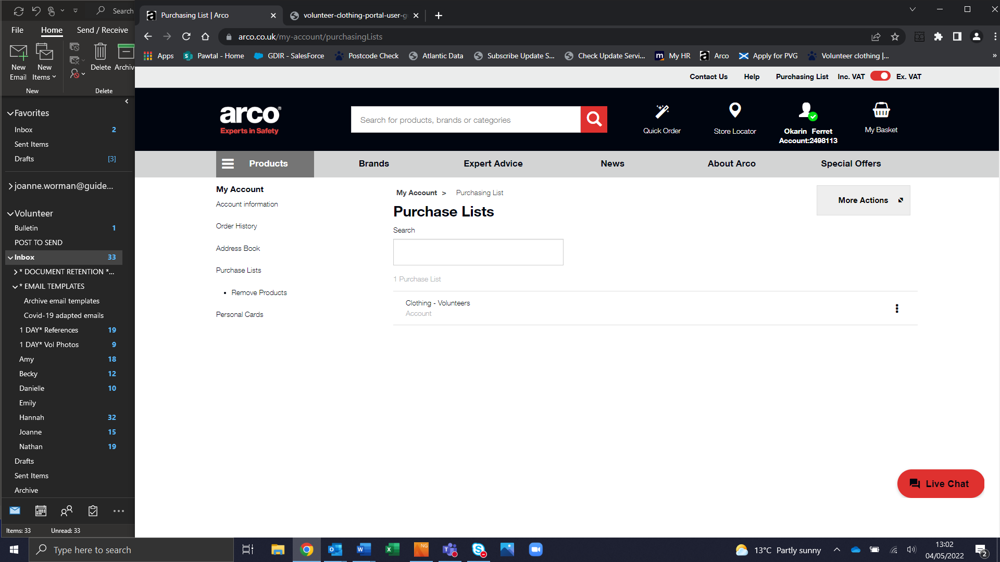 Search
File
Home
Send / Receive
New
Email
New
Items
Delete
Archiv
New
Delete
Favorites
Inbox 2
Sent Items
Drafts [3]
joanne.worman@guide...
Volunteer
Bulletin 1
POST TO SEND
Inbox 33
* DOCUMENT RETENTION *...
* EMAIL TEMPLATES
Archive email templates
Covid-19 adapted emails
1 DAY* References 19
1 DAY* Vol Photos 9
Amy 18
Becky 12
Danielle 10
Emily
Hannah 32
Joanne 15
Nathan 19
Drafts
Sent Items
Archive
Items: 33 Unread: 33
Purchasing List | Arco
volunteer-clothing-portal-user-g
arco.co.uk/my-account/purchasingLists
Apps
Pawtal - Home
GDIR - SalesForce
Postcode Check
Atlantic Data
Subscribe Update S...
Check Update Servi...
My HR
Arco
Apply for PVG
Volunteer clothing |...
Contact Us
Help
Purchasing List
Inc. VAT
Ex. VAT
arco®
Experts in Safety
Search for products, brands or categories
Quick Order
Store Locator
Okarin Ferret
Account:2498113
My Basket
Products
Brands
Expert Advice
News
About Arco
Special Offers
My Account
Account information
Order History
Address Book
Purchase Lists
Remove Products
Personal Cards
My Account > Purchasing List
More Actions
Purchase Lists
Search
1 Purchase List
Clothing - Volunteers
Account
Live Chat
Type here to search
NG
13°C Partly sunny
13:02
04/05/2022
2